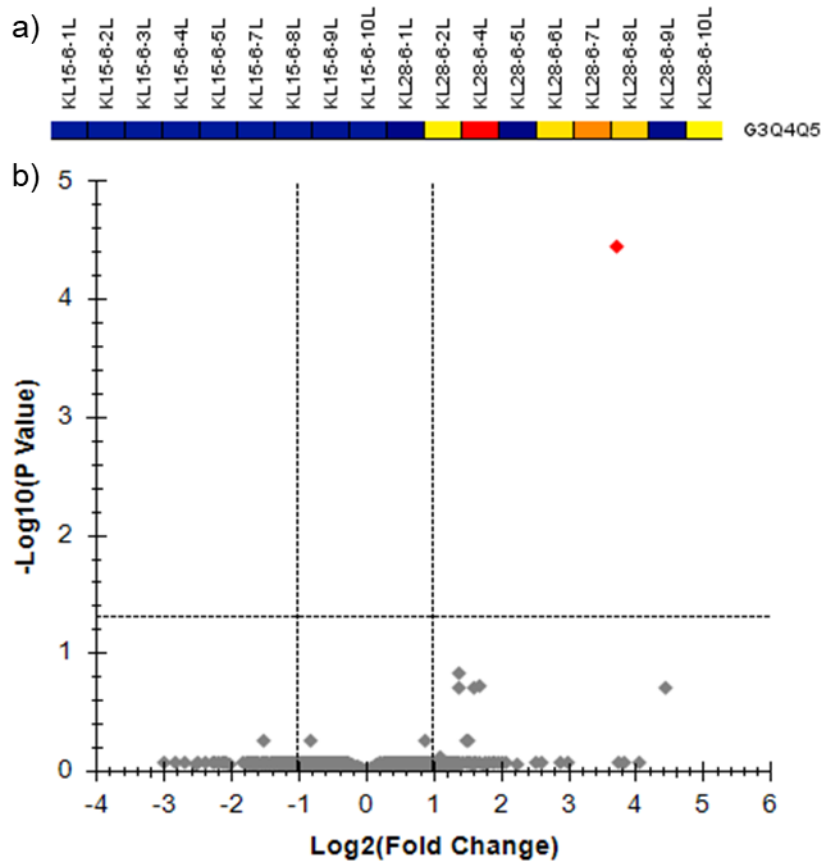 a)
KL15-6-1L
KL15-6-2L
KL15-6-3L
KL15-6-4L
KL15-6-5L
KL15-6-7L
KL15-6-8L
KL15-6-9L
KL15-6-10L
KL28-6-1L
KL28-6-2L
KL28-6-4L
KL28-6-5L
KL28-6-6L
KL28-6-7L
KL28-6-8L
KL28-6-9L
KL28-6-10L
G3Q4Q5
b)
5
4
3
2
1
0
-Log10(P Value)
-4 -3 -2 -1 0 1 2 3 4 5 6
Log2(Fold Change)